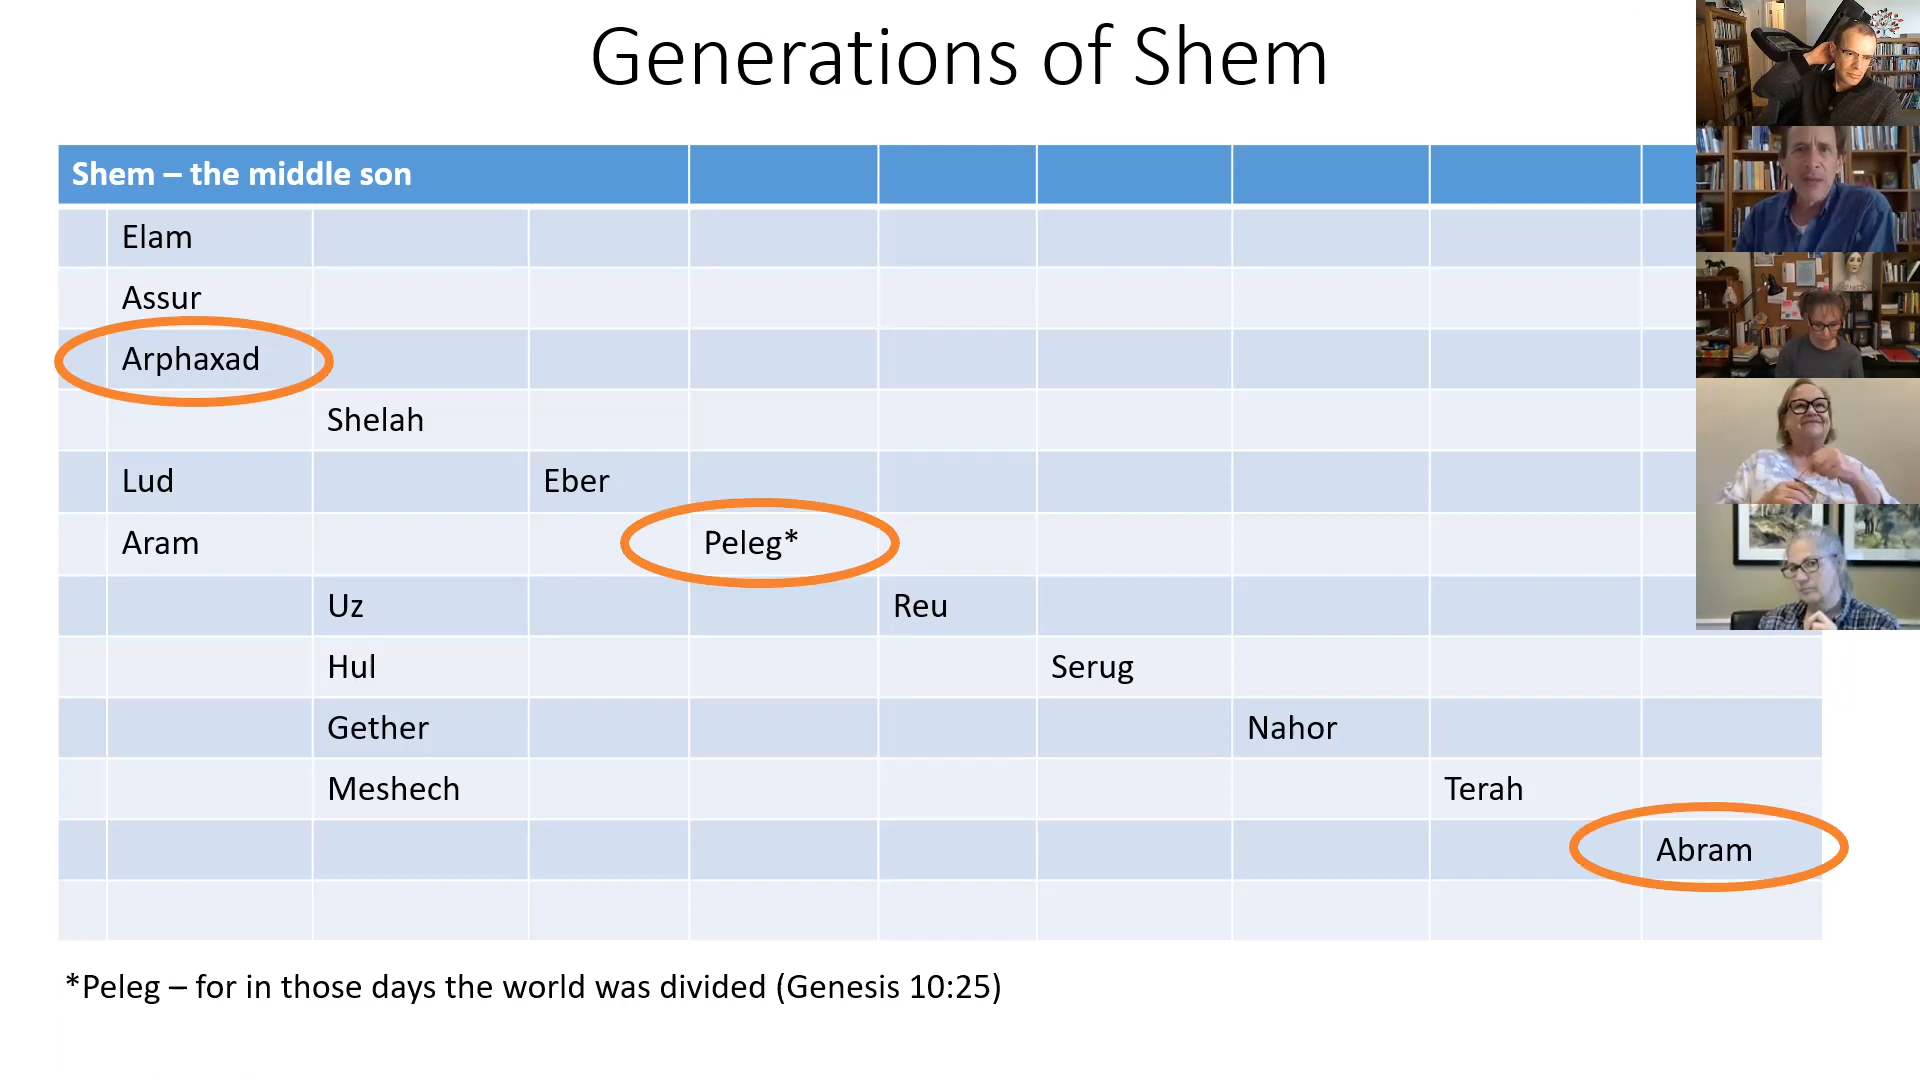 Generations of Shem
Shem – the middle son
Elam
Assur
Arphaxad
Shelah
Lud Eber
Aram Peleg*
Uz Reu
Hul Serug
Gether Nahor
Meshech Terah
Abram
*Peleg – for in those days the world was divided (Genesis 10:25)